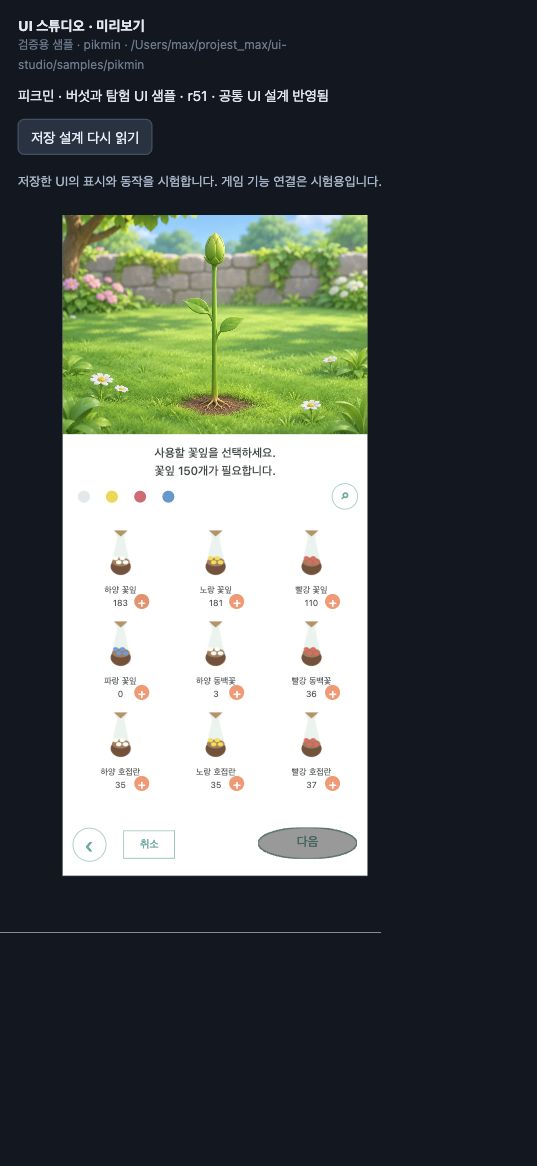 UI 스튜디오 · 미리보기
검증용 샘플 · pikmin · /Users/max/projest_max/ui-
studio/samples/pikmin
피크민 · 버섯과 탐험 UI 샘플 · r51 · 공통 UI 설계 반영됨
저장 설계 다시 읽기
저장한 UI의 표시와 동작을 시험합니다. 게임 기능 연결은 시험용입니다.
사용할 꽃잎을 선택하세요.
꽃잎 150개가 필요합니다.
하양 꽃잎 노랑 꽃잎 빨강 꽃잎
183 + 181 + 110 +
파랑 꽃잎 하양 동백꽃 빨강 동백꽃
0 + 3 + 36 +
하양 호접란 노랑 호접란 빨강 호접란
35 + 35 + 37 +
‹ 취소 다음